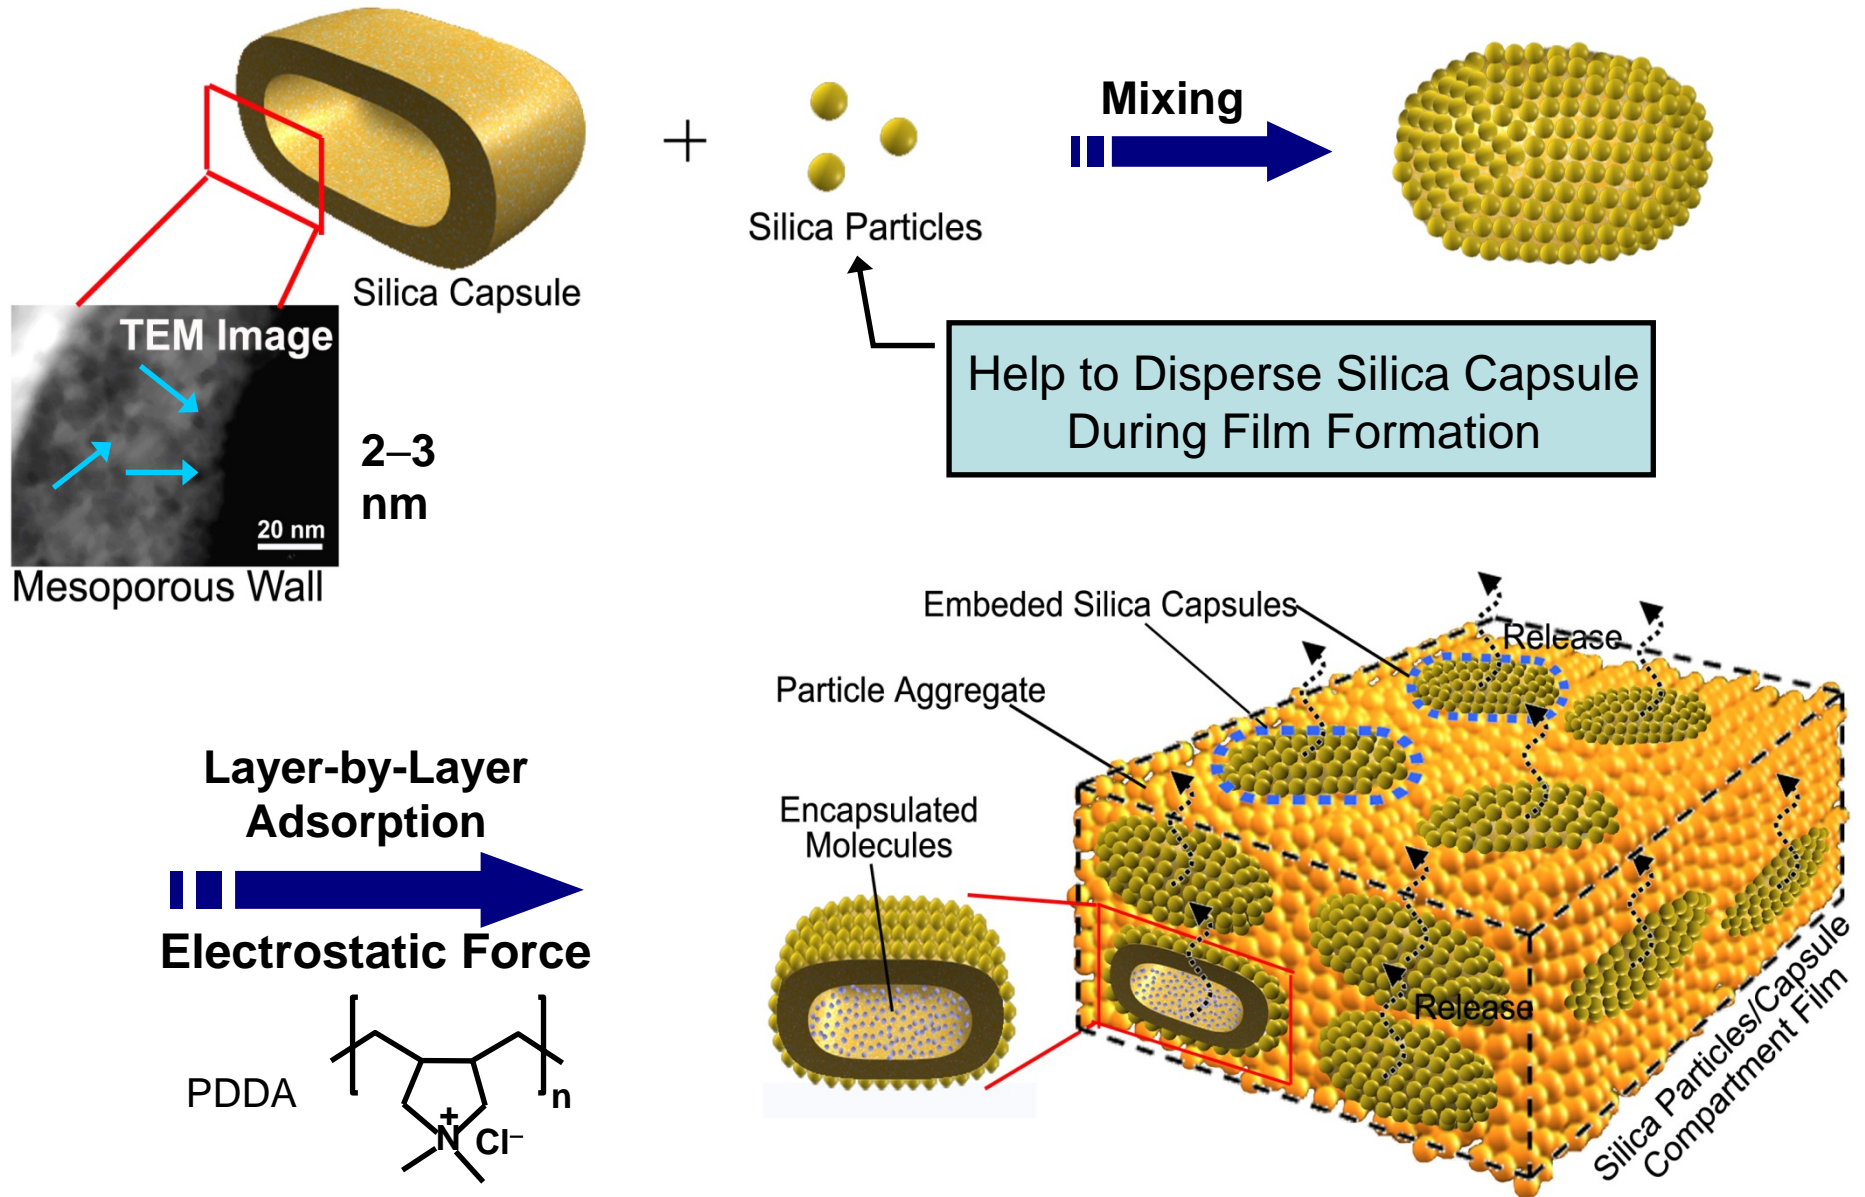 Mixing
+
Silica Particles
Silica Capsule
TEM Image
20 nm
2–3
nm
Mesoporous Wall
Help to Disperse Silica Capsule
During Film Formation
Embeded Silica Capsules
Release
Particle Aggregate
Layer-by-Layer
Adsorption
Electrostatic Force
Encapsulated
Molecules
Release
PDDA
n
+
N
Cl–
Silica Particles/Capsule
Compartment Film